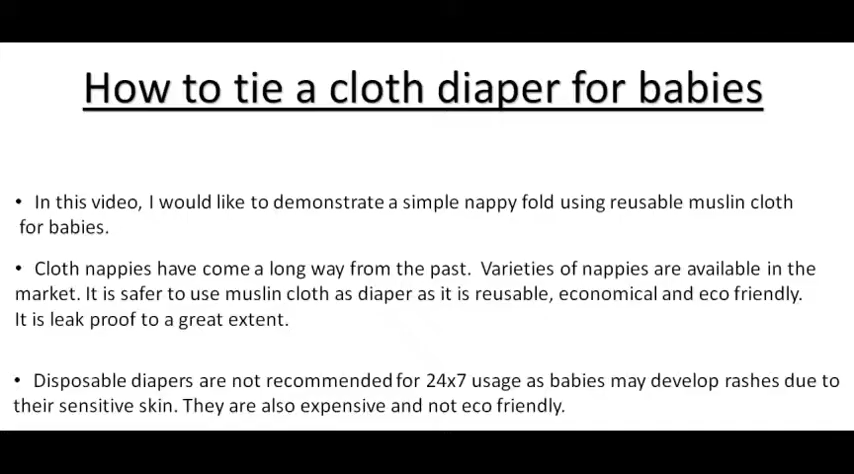 How to tie a cloth diaper for babies
• In this video, I would like to demonstrate a simple nappy fold using reusable muslin cloth
for babies.
• Cloth nappies have come a long way from the past. Varieties of nappies are available in the
market. It is safer to use muslin cloth as diaper as it is reusable, economical and eco friendly.
It is leak proof to a great extent.
• Disposable diapers are not recommended for 24x7 usage as babies may develop rashes due to
their sensitive skin. They are also expensive and not eco friendly.